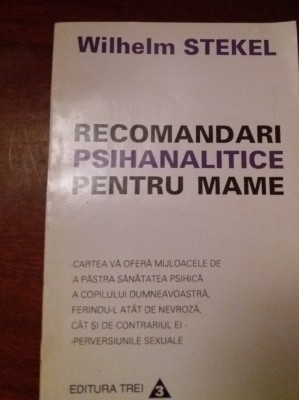 Wilhelm STEKEL
RECOMANDARI
PSIHANALITICE
PENTRU MAME
CARTEA VĂ OFERĂ MIJLOACELE DE
A PĂSTRA SĂNĂTATEA PSIHICĂ
A COPILULUI DUMNEAVOASTRĂ,
FERINDU-L ATÂT DE NEVROZĂ,
CÂT ȘI DE CONTRARIUL EI -
-PERVERSIUNILE SEXUALE
EDITURA TREI 3